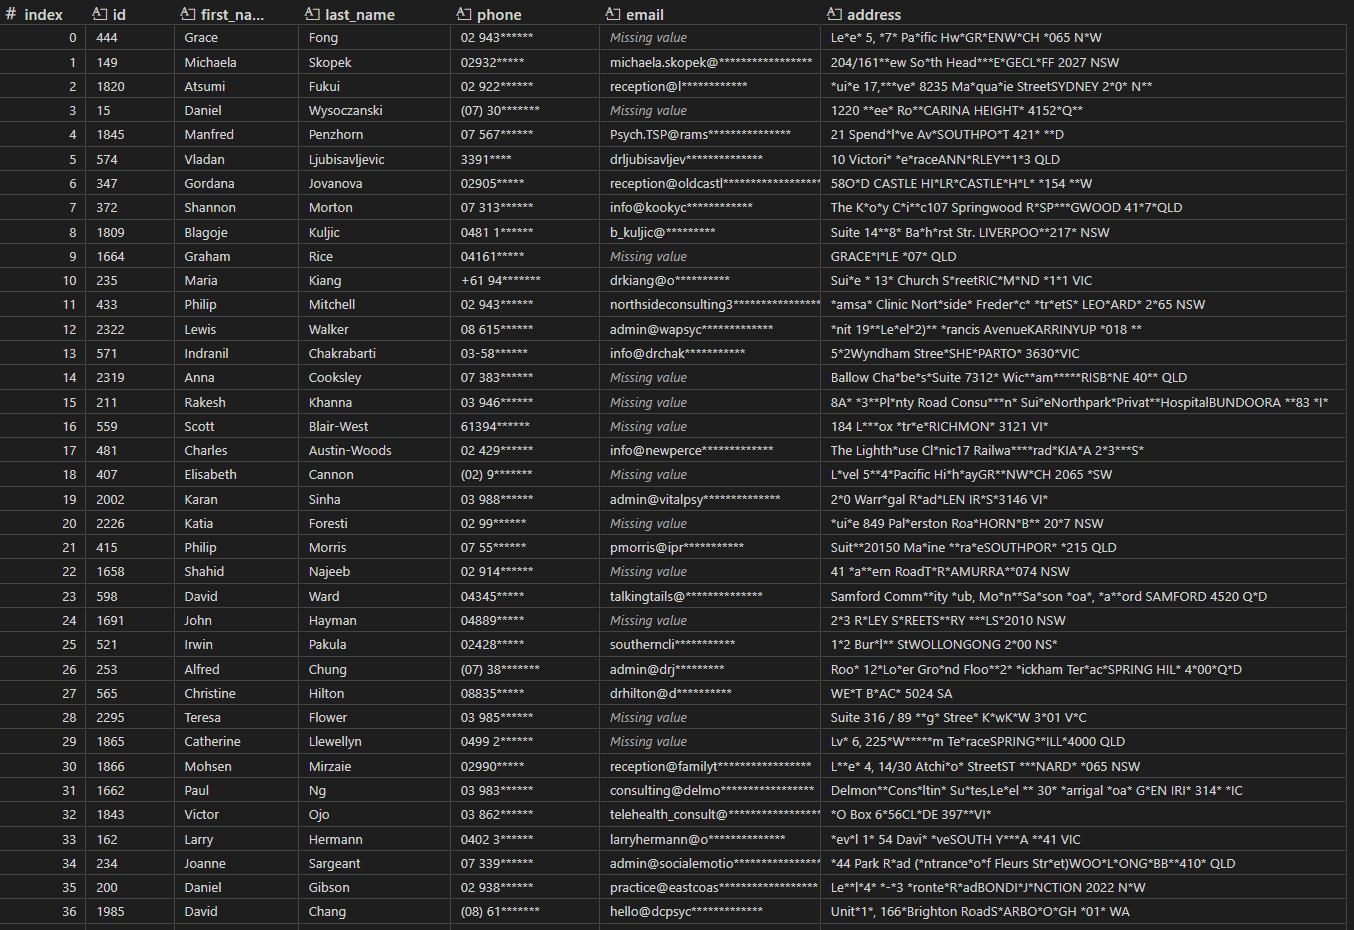 # index id first_na... last_name phone email address
0 444 Grace Fong 02 943****** Missing value Le*e* 5, *7* Pa*ific Hw*GR*ENW*CH *065 N*W
1 149 Michaela Skopek 02932***** michaela.skopek@***************** 204/161**ew So*th Head***E*GECL*FF 2027 NSW
2 1820 Atsumi Fukui 02 922****** reception@l************ *ui*e 17,***ve* 8235 Ma*qua*ie StreetSYDNEY 2*0* N**
3 15 Daniel Wysoczanski (07) 30******* Missing value 1220 **ee* Ro**CARINA HEIGHT* 4152*Q**
4 1845 Manfred Penzhorn 07 567****** Psych.TSP@rams*************** 21 Spend*l*ve Av*SOUTHPO*T 421* **D
5 574 Vladan Ljubisavljevic 3391**** drljubisavljev************** 10 Victori* *e*raceANN*RLEY**1*3 QLD
6 347 Gordana Jovanova 02905***** reception@oldcastl****************** 58O*D CASTLE HI*LR*CASTLE*H*L* *154 **W
7 372 Shannon Morton 07 313****** info@kookyc************ The K*o*y C*i**c107 Springwood R*SP***GWOOD 41*7*QLD
8 1809 Blagoje Kuljic 0481 1****** b_kuljic@********* Suite 14**8* Ba*h*rst Str. LIVERPOO**217* NSW
9 1664 Graham Rice 04161***** Missing value GRACE*I*LE *07* QLD
10 235 Maria Kiang +61 94******* drkiang@o********** Sui*e * 13* Church S*reetRIC*M*ND *1*1 VIC
11 433 Philip Mitchell 02 943****** northsideconsulting3**************** *amsa* Clinic Nort*side* Freder*c* *tr*etS* LEO*ARD* 2*65 NSW
12 2322 Lewis Walker 08 615****** admin@wapsyc************* *nit 19**Le*el*2)** *rancis AvenueKARRINYUP *018 **
13 571 Indranil Chakrabarti 03-58****** info@drchak*********** 5*2Wyndham Stree*SHE*PARTO* 3630*VIC
14 2319 Anna Cooksley 07 383****** Missing value Ballow Cha*be*s*Suite 7312* Wic**am*****RISB*NE 40** QLD
15 211 Rakesh Khanna 03 946****** Missing value 8A* *3**Pl*nty Road Consu***n* Sui*eNorthpark*Privat**HospitalBUNDOORA **83 *I*
16 559 Scott Blair-West 61394****** Missing value 184 L***ox *tr*e*RICHMON* 3121 VI*
17 481 Charles Austin-Woods 02 429****** info@newperce************* The Lighth*use Cl*nic17 Railwa****rad*KIA*A 2*3***S*
18 407 Elisabeth Cannon (02) 9******* Missing value L*vel 5**4*Pacific Hi*h*ayGR**NW*CH 2065 *SW
19 2002 Karan Sinha 03 988****** admin@vitalpsy************** 2*0 Warr*gal R*ad*LEN IR*S*3146 VI*
20 2226 Katia Foresti 02 99****** Missing value *ui*e 849 Pal*erston Roa*HORN*B** 20*7 NSW
21 415 Philip Morris 07 55****** pmorris@ipr*********** Suit**20150 Ma*ine **ra*eSOUTHPOR* *215 QLD
22 1658 Shahid Najeeb 02 914****** Missing value 41 *a**ern RoadT*R*AMURRA**074 NSW
23 598 David Ward 04345***** talkingtails@************** Samford Comm**ity *ub, Mo*n**Sa*son *oa*, *a**ord SAMFORD 4520 Q*D
24 1691 John Hayman 04889***** Missing value 2*3 R*LEY S*REETS**RY ***LS*2010 NSW
25 521 Irwin Pakula 02428***** southerncli*********** 1*2 Bur*l** StWOLLONGONG 2*00 NS*
26 253 Alfred Chung (07) 38******* admin@drj********* Roo* 12*Lo*er Gro*nd Floo**2* *ickham Ter*ac*SPRING HIL* 4*00*Q*D
27 565 Christine Hilton 08835***** drhilton@d********** WE*T B*AC* 5024 SA
28 2295 Teresa Flower 03 985****** Missing value Suite 316 / 89 **g* Stree* K*wK*W 3*01 V*C
29 1865 Catherine Llewellyn 0499 2****** Missing value Lv* 6, 225*W*****m Te*raceSPRING**ILL*4000 QLD
30 1866 Mohsen Mirzaie 02990***** reception@familyt***************** L**e* 4, 14/30 Atchi*o* StreetST ***NARD* *065 NSW
31 1662 Paul Ng 03 983****** consulting@delmo***************** Delmon**Cons*ltin* Su*tes,Le*el ** 30* *arrigal *oa* G*EN IRI* 314* *IC
32 1843 Victor Ojo 03 862****** telehealth_consult@***************** *O Box 6*56CL*DE 397**VI*
33 162 Larry Hermann 0402 3****** larryhermann@o************** *ev*l 1* 54 Davi* *veSOUTH Y***A **41 VIC
34 234 Joanne Sargeant 07 339****** admin@socialemotio**************** *44 Park R*ad (*ntrance*o*f Fleurs Str*et)WOO*L*ONG*BB**410* QLD
35 200 Daniel Gibson 02 938****** practice@eastcoas****************** Le**l*4* *-*3 *ronte*R*adBONDI*J*NCTION 2022 N*W
36 1985 David Chang (08) 61******* hello@dcpsyc************* Unit*1*, 166*Brighton RoadS*ARBO*O*GH *01* WA